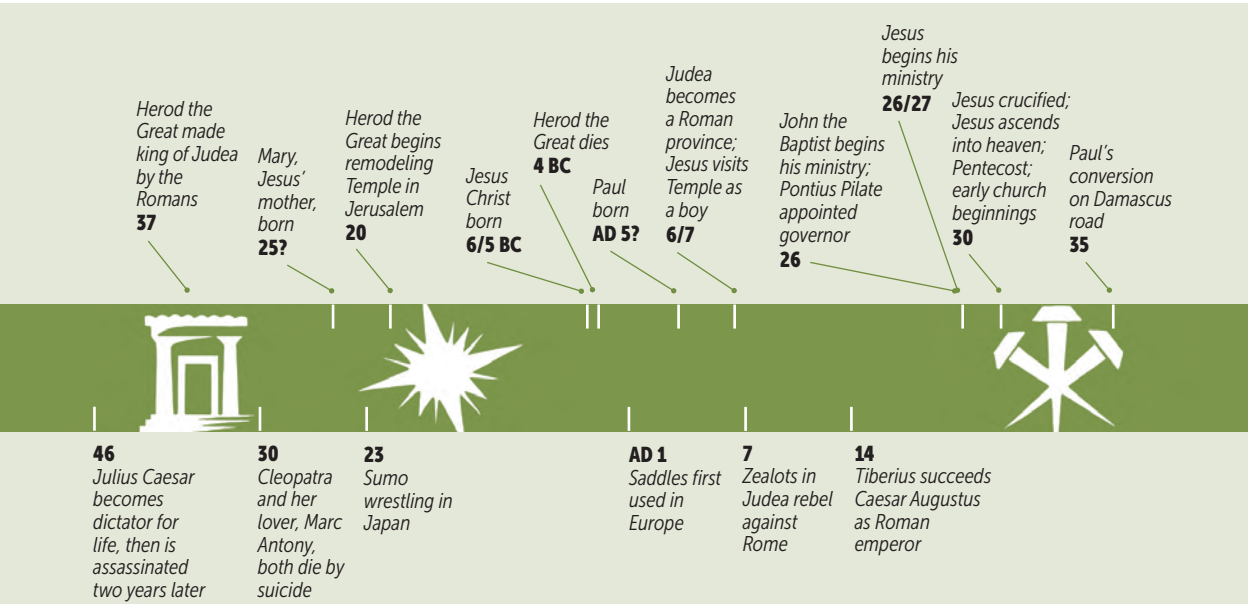 Herod the
Great made
king of Judea
by the
Romans
37
Mary,
Jesus’
mother,
born
25?
Herod the
Great begins
remodeling
Temple in
Jerusalem
20
Jesus
Christ
born
6/5 BC
Herod the
Great dies
4 BC
Paul
born
AD 5?
Judea
becomes
a Roman
province;
Jesus visits
Temple as
a boy
6/7
John the
Baptist begins
his ministry;
Pontius Pilate
appointed
governor
26
Jesus
begins his
ministry
26/27
Jesus crucified;
Jesus ascends
into heaven;
Pentecost;
early church
beginnings
30
Paul’s
conversion
on Damascus
road
35
46
Julius Caesar
becomes
dictator for
life, then is
assassinated
two years later
30
Cleopatra
and her
lover, Marc
Antony,
both die by
suicide
23
Sumo
wrestling in
Japan
AD 1
Saddles first
used in
Europe
7
Zealots in
Judea rebel
against
Rome
14
Tiberius succeeds
Caesar Augustus
as Roman
emperor